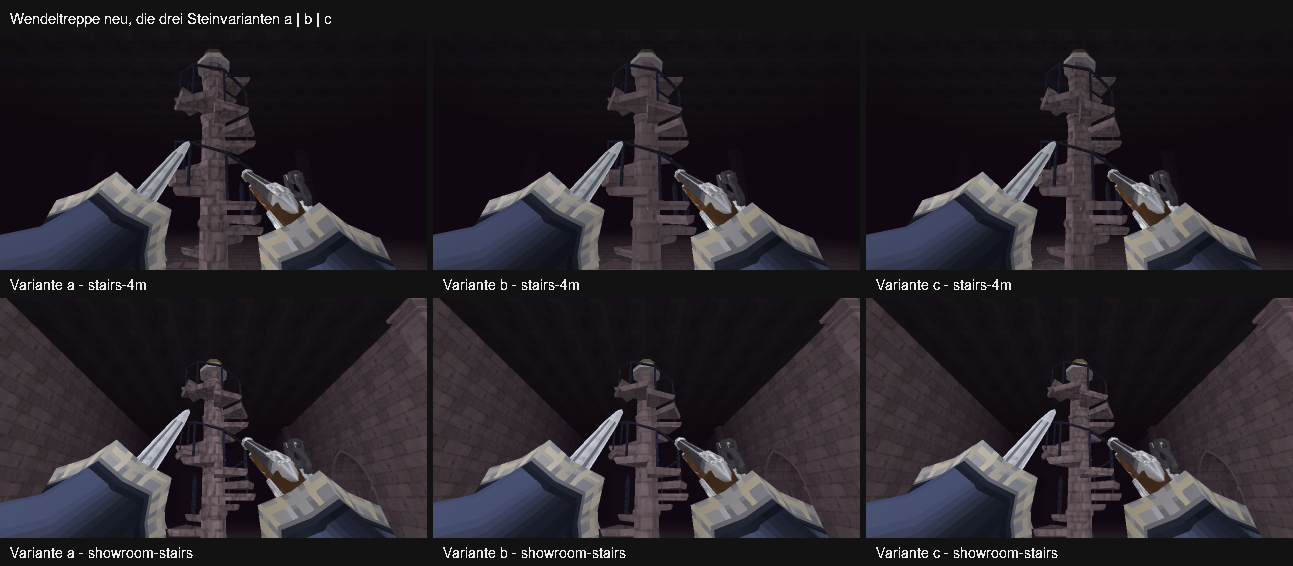 Wendeltreppe neu, die drei Steinvarianten a | b | c
Variante a - stairs-4m
Variante b - stairs-4m
Variante c - stairs-4m
Variante a - showroom-stairs
Variante b - showroom-stairs
Variante c - showroom-stairs